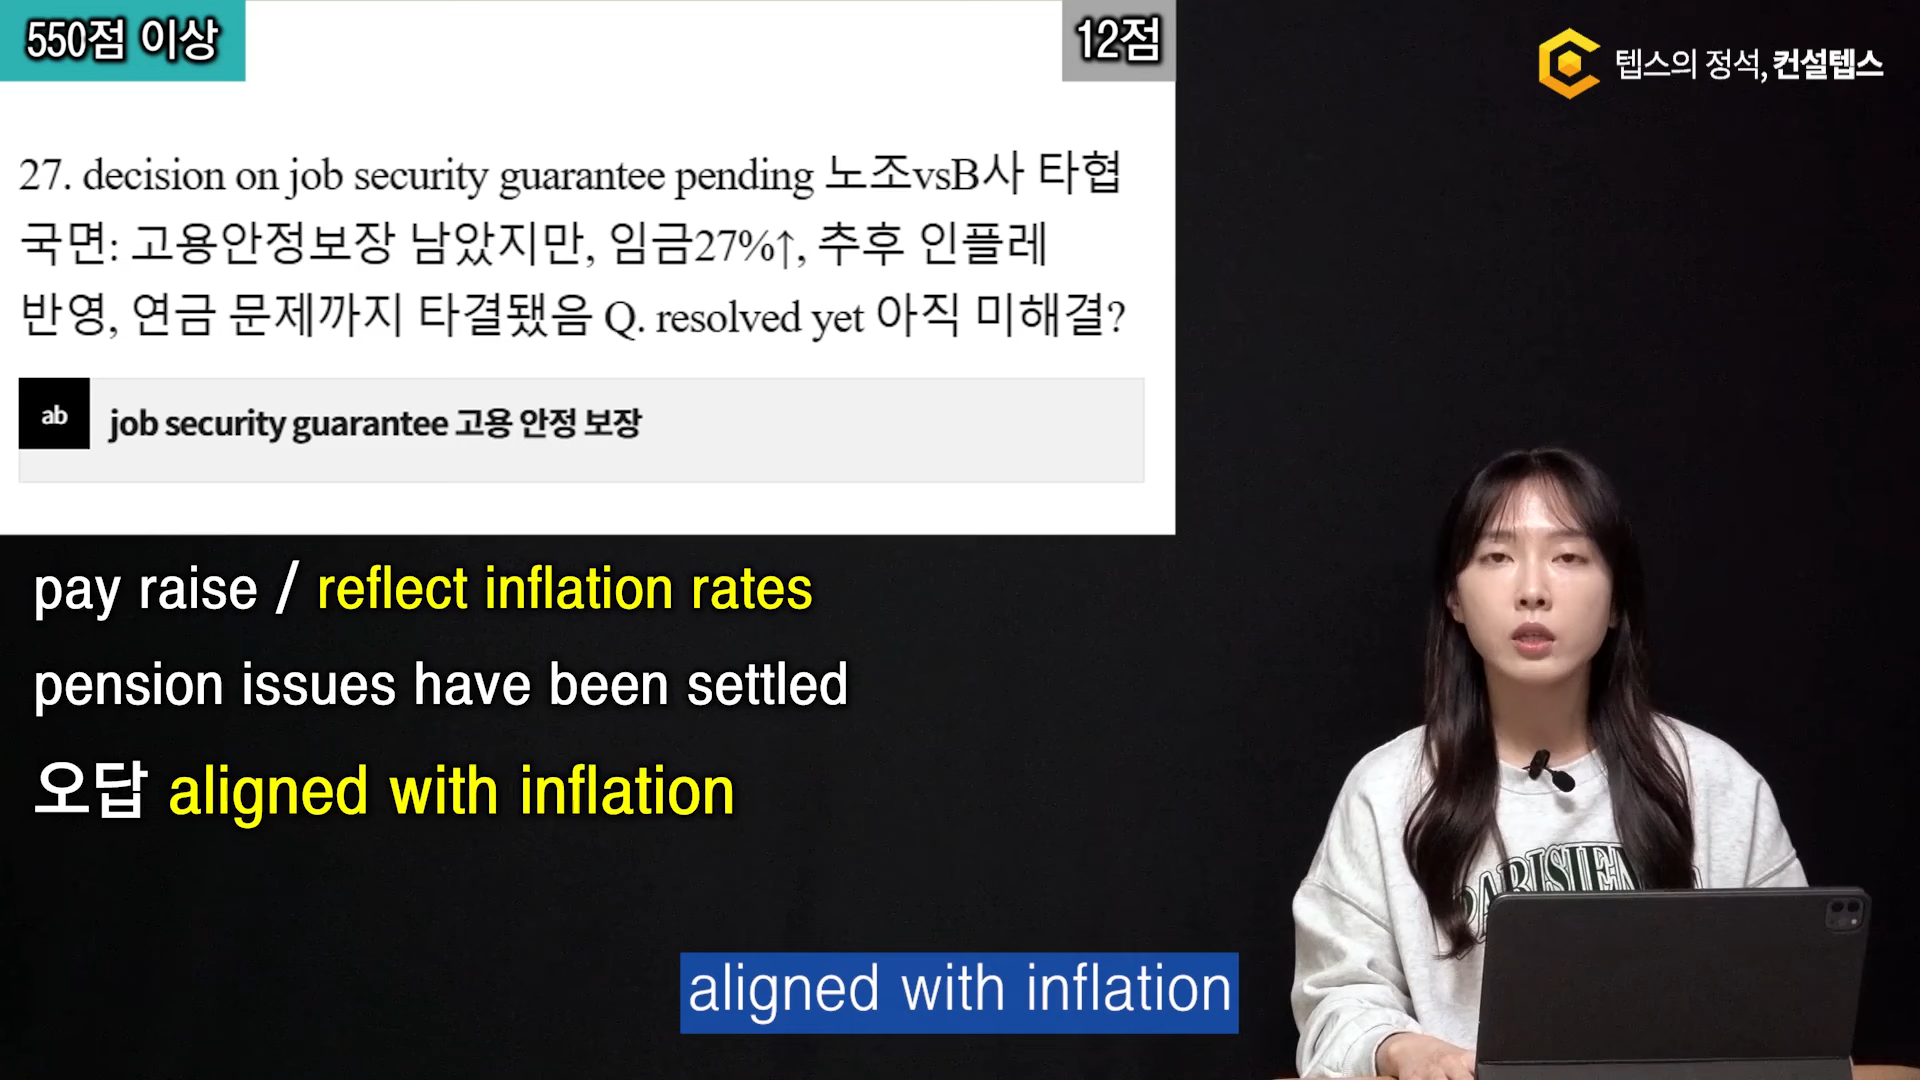 550점 이상
12점
텝스의 정석, 컨설텝스
27. decision on job security guarantee pending 노조vsB사 타협
국면: 고용안정보장 남았지만, 임금27%↑, 추후 인플레
반영, 연금 문제까지 타결됐음 Q. resolved yet 아직 미해결?
ab job security guarantee 고용 안정 보장
pay raise / reflect inflation rates
pension issues have been settled
오답 aligned with inflation
PARISIEN
aligned with inflation